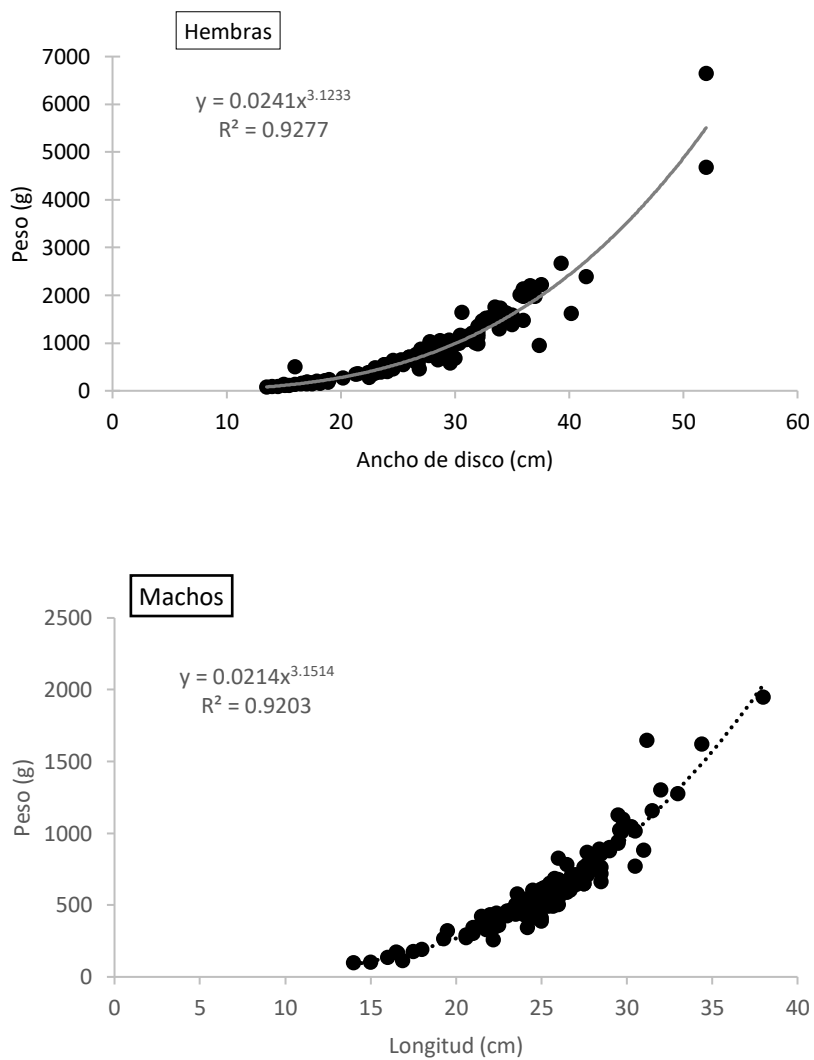 Hembras
7000
6000
5000
4000
3000
2000
1000
0
y = 0.0241x^3.1233
R² = 0.9277
Peso (g)
0 10 20 30 40 50 60
Ancho de disco (cm)
Machos
2500
2000
1500
1000
500
0
y = 0.0214x^3.1514
R² = 0.9203
Peso (g)
0 5 10 15 20 25 30 35 40
Longitud (cm)